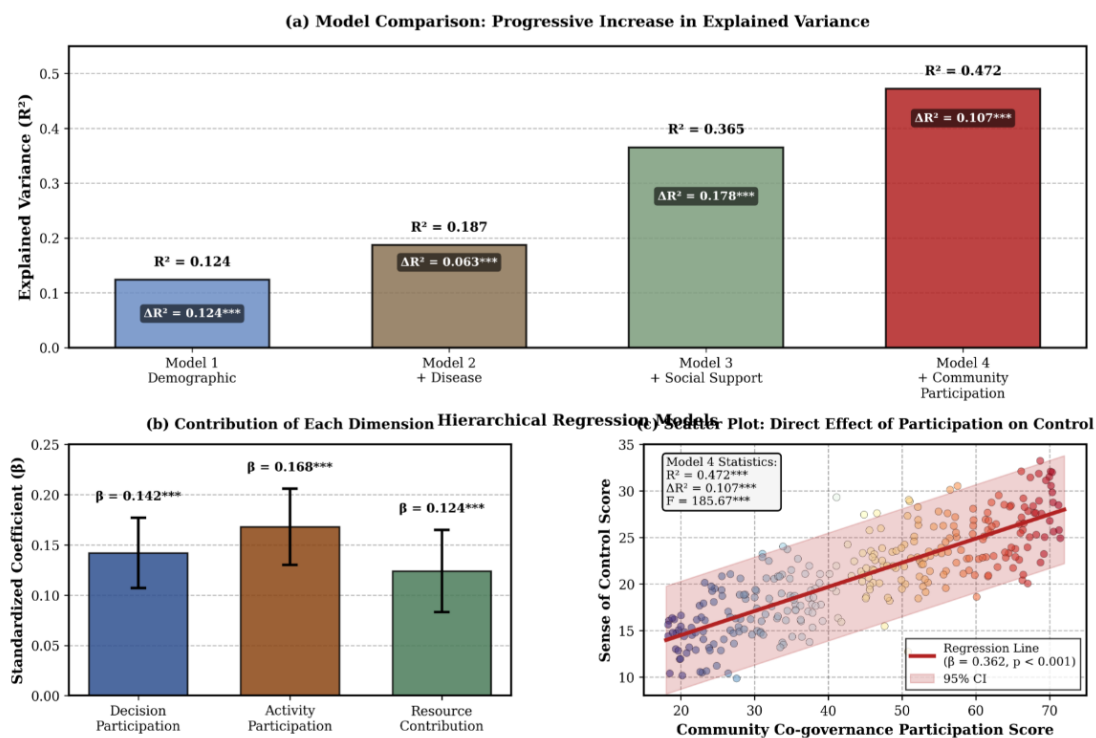 (a) Model Comparison: Progressive Increase in Explained Variance
Explained Variance (R²)
0.5
0.4
0.3
0.2
0.1
0.0
R² = 0.124
ΔR² = 0.124***
R² = 0.187
ΔR² = 0.063***
R² = 0.365
ΔR² = 0.178***
R² = 0.472
ΔR² = 0.107***
Model 1
Demographic
Model 2
+ Disease
Model 3
+ Social Support
Model 4
+ Community
Participation
Hierarchical Regression Models
(b) Contribution of Each Dimension
Standardized Coefficient (β)
0.25
0.20
0.15
0.10
0.05
0.00
β = 0.142***
β = 0.168***
β = 0.124***
Decision
Participation
Activity
Participation
Resource
Contribution
(c) Scatter Plot: Direct Effect of Participation on Control
Sense of Control Score
35
30
25
20
15
10
Model 4 Statistics:
R² = 0.472***
ΔR² = 0.107***
F = 185.67***
Regression Line
(β = 0.362, p < 0.001)
95% CI
20
30
40
50
60
70
Community Co-governance Participation Score